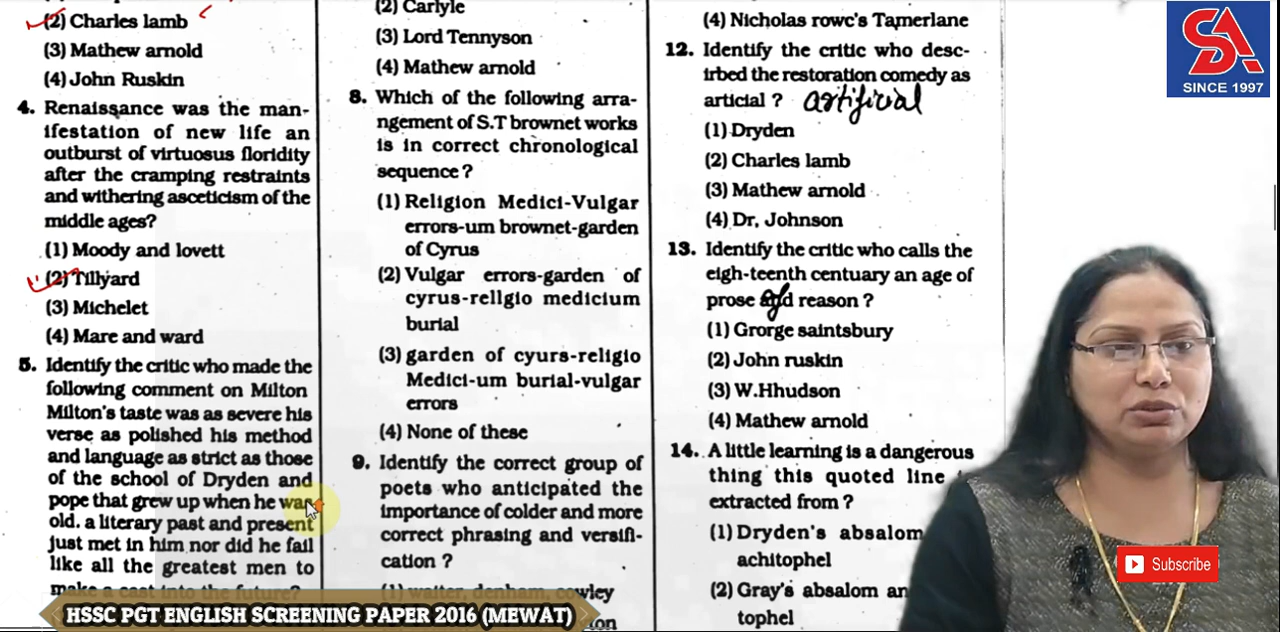 (2) Charles lamb
(3) Mathew arnold
(4) John Ruskin
4. Renaissance was the man-
ifestation of new life an
outburst of virtuosus floridity
after the cramping restraints
and withering asceticism of the
middle ages?
(1) Moody and lovett
(2) Tillyard
(3) Michelet
(4) Mare and ward
5. Identify the critic who made the
following comment on Milton
Milton's taste was as severe his
verse as polished his method
and language as strict as those
of the school of Dryden and
pope that grew up when he was
old. a literary past and present
just met in him nor did he fail
like all the greatest men to
make a cast into the future?
(2) Carlyle
(3) Lord Tennyson
(4) Mathew arnold
8. Which of the following arra-
ngement of S.T brownet works
is in correct chronological
sequence ?
(1) Religion Medici-Vulgar
errors-um brownet-garden
of Cyrus
(2) Vulgar errors-garden of
cyrus-rellgio medicium
burial
(3) garden of cyurs-religio
Medici-um burial-vulgar
errors
(4) None of these
9. Identify the correct group of
poets who anticipated the
importance of colder and more
correct phrasing and versifi-
cation ?
(1) walter, denham, cowley
(4) Nicholas rowc's Tamerlane
12. Identify the critic who desc-
irbed the restoration comedy as
articial ? artificial
(1) Dryden
(2) Charles lamb
(3) Mathew arnold
(4) Dr, Johnson
13. Identify the critic who calls the
eigh-teenth centuary an age of
prose and reason ?
(1) Grorge saintsbury
(2) John ruskin
(3) W.Hhudson
(4) Mathew arnold
14. A little learning is a dangerous
thing this quoted line
extracted from ?
(1) Dryden's absalom
achitophel
(2) Gray's absalom an
tophel
SA
SINCE 1997
Subscribe
HSSC PGT ENGLISH SCREENING PAPER 2016 (MEWAT)